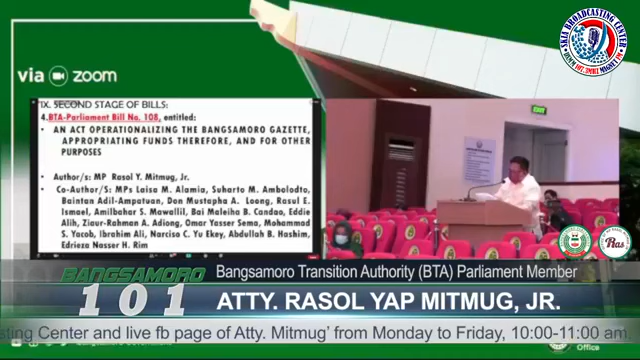 SKIA BROADCASTING CENTER
via zoom
IX. SECOND STAGE OF BILLS:
4.BTA-Parliament Bill No. 108, entitled:
• AN ACT OPERATIONALIZING THE BANGSAMORO GAZETTE,
APPROPRIATING FUNDS THEREFORE, AND FOR OTHER
PURPOSES
• Author/s: MP Rasol Y. Mitmug, Jr.
• Co-Author/s: MPs Laisa M. Alamia, Suharto M. Ambolodto,
Baintan Adil-Ampatuan, Don Mustapha A. Loong, Rasul E.
Ismael, Amilbahar S. Mawallil, Bai Maleiha B. Candao, Eddie
Alih, Ziaur-Rahman A. Adiong, Omar Yasser Sema, Mohammad
S. Yacob, Ibrahim Ali, Narciso C. Yu Ekey, Abdullah B. Hashim,
Edrieza Nasser H. Rim
EXIT
Ras
BANGSAMORO
101
Bangsamoro Transition Authority (BTA) Parliament Member
ATTY. RASOL YAP MITMUG, JR.
sting Center and live fb page of Atty. Mitmug' from Monday to Friday, 10:00-11:00 am.
Office